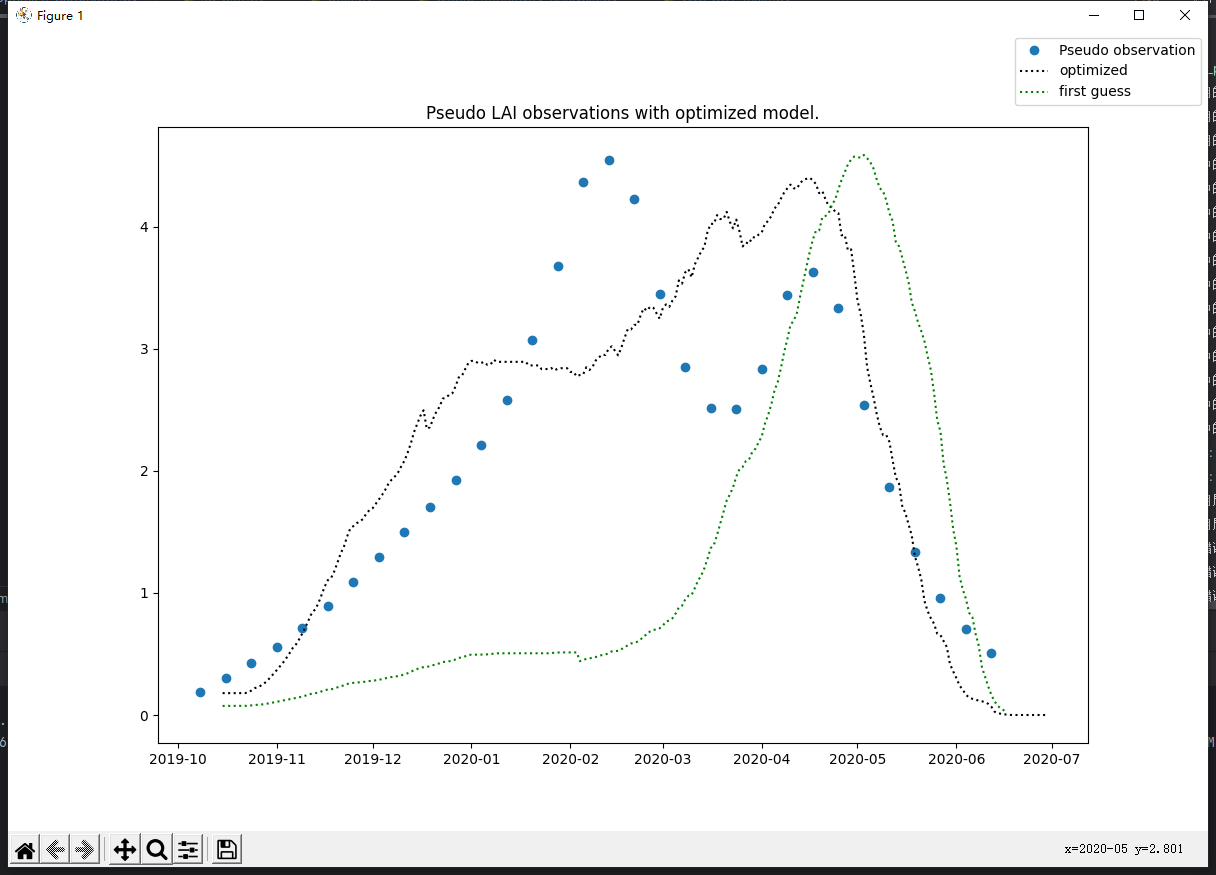 Figure 1
Pseudo observation
optimized
first guess
Pseudo LAI observations with optimized model.
4
3
2
1
0
2019-10 2019-11 2019-12 2020-01 2020-02 2020-03 2020-04 2020-05 2020-06 2020-07
x=2020-05 y=2.801